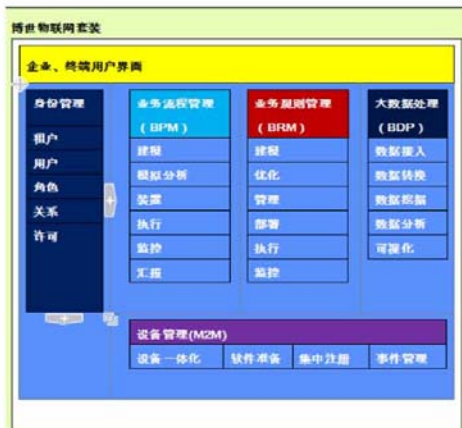 博世物联网套装
企业、终端用户界面
身份管理
租户
用户
角色
关系
许可
业务流程管理
(BPM)
建模
模拟分析
装置
执行
监控
汇报
业务规则管理
(BRM)
建模
优化
管理
部署
执行
监控
大数据处理
(BDP)
数据接入
数据转换
数据挖掘
数据分析
可视化
设备管理(M2M)
设备一体化
软件准备
集中注册
事件管理